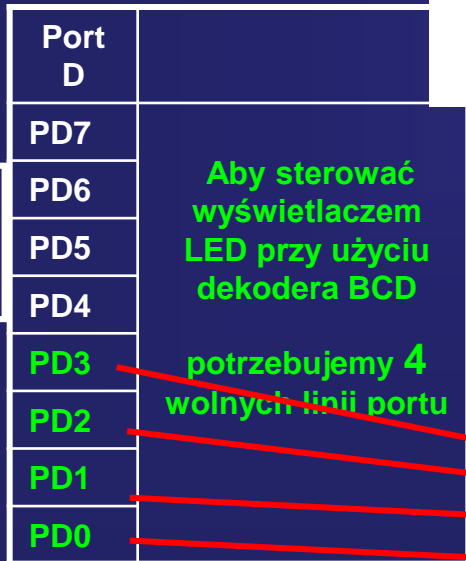 Port
D
PD7
PD6
PD5
PD4
PD3
PD2
PD1
PD0
Aby sterować
wyświetlaczem
LED przy użyciu
dekodera BCD
potrzebujemy 4
wolnych linii portu